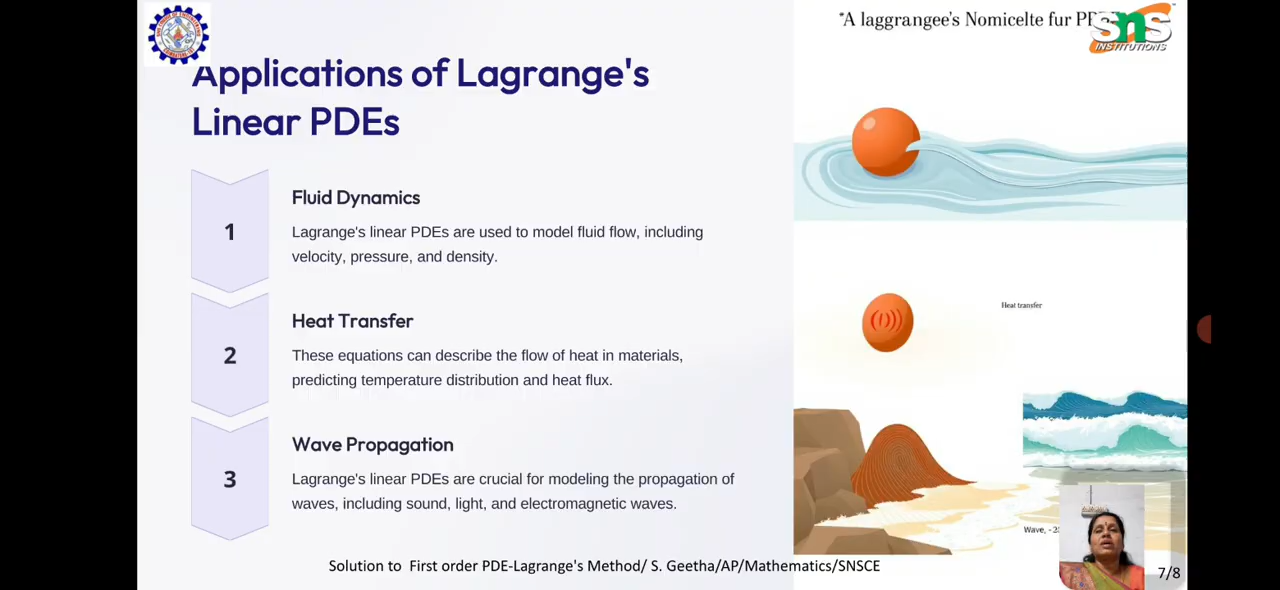 "A laggrangee's Nomicelte fur
SNS
INSTITUTIONS
Applications of Lagrange's
Linear PDEs
1
Fluid Dynamics
Lagrange's linear PDEs are used to model fluid flow, including
velocity, pressure, and density.
2
Heat Transfer
These equations can describe the flow of heat in materials,
predicting temperature distribution and heat flux.
Heat transfer
3
Wave Propagation
Lagrange's linear PDEs are crucial for modeling the propagation of
waves, including sound, light, and electromagnetic waves.
Wave,
Solution to First order PDE-Lagrange's Method/ S. Geetha/AP/Mathematics/SNSCE
7/8